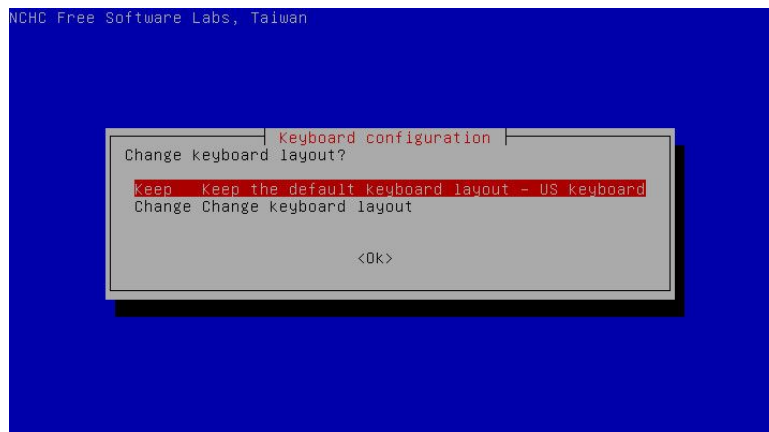 NCHC Free Software Labs, Taiwan
Keyboard configuration
Change keyboard layout?
Keep Keep the default keyboard layout - US keyboard
Change Change keyboard layout
<Ok>